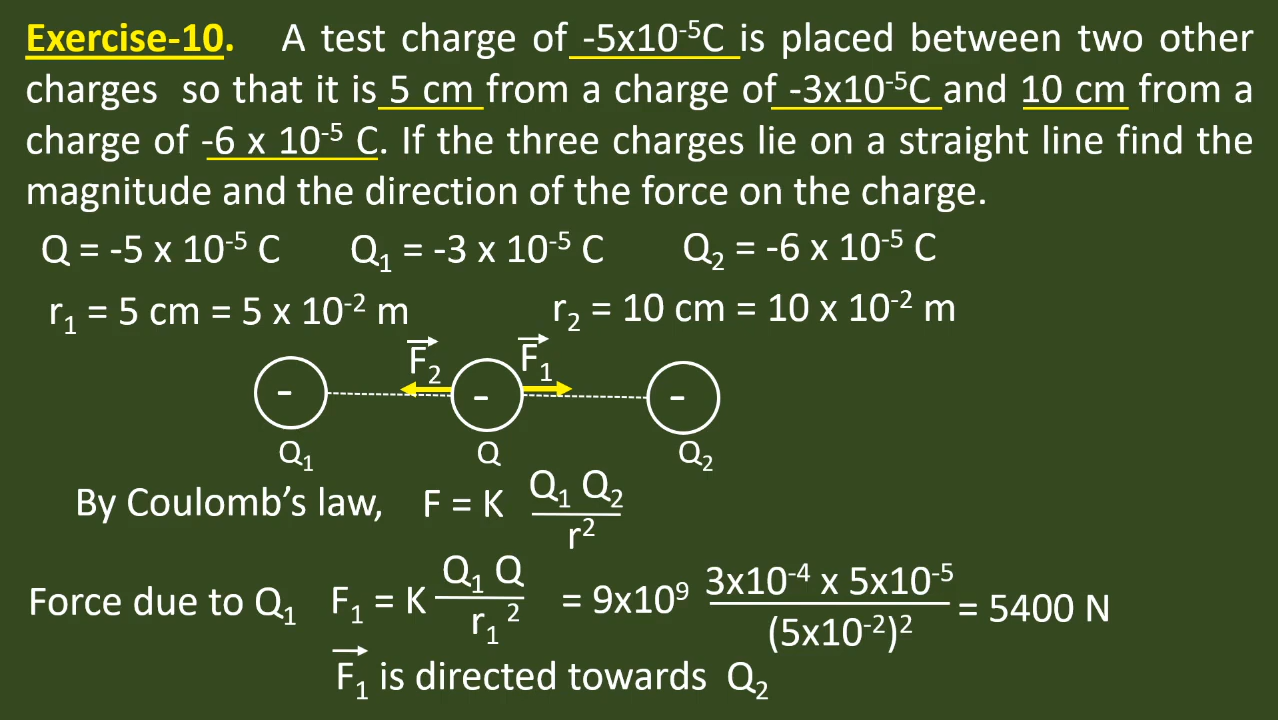 Exercise-10. A test charge of -5x10⁻⁵C is placed between two other
charges so that it is 5 cm from a charge of -3x10⁻⁵C and 10 cm from a
charge of -6 x 10⁻⁵ C. If the three charges lie on a straight line find the
magnitude and the direction of the force on the charge.
Q = -5 x 10⁻⁵ C Q₁ = -3 x 10⁻⁵ C Q₂ = -6 x 10⁻⁵ C
r₁ = 5 cm = 5 x 10⁻² m r₂ = 10 cm = 10 x 10⁻² m
F₂ F₁
- - -
Q₁ Q Q₂
By Coulomb’s law, F = K Q₁ Q₂
r²
Force due to Q₁ F₁ = K Q₁ Q = 9x10⁹ 3x10⁻⁴ x 5x10⁻⁵ = 5400 N
r₁² (5x10⁻²)²
F₁ is directed towards Q₂